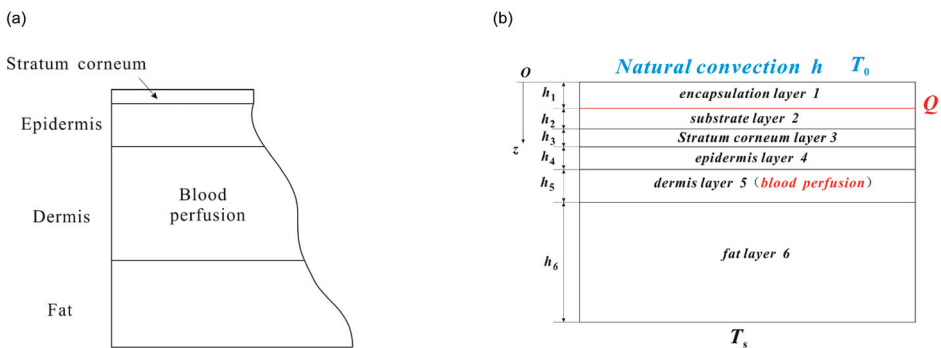 (a)
Stratum corneum
Epidermis
Blood
perfusion
Dermis
Fat
(b)
Natural convection h T₀
O
h₁
encapsulation layer 1
Q
h₂
substrate layer 2
h₃
Stratum corneum layer 3
z
h₄
epidermis layer 4
h₅
dermis layer 5（blood perfusion）
h₆
fat layer 6
Tₛ